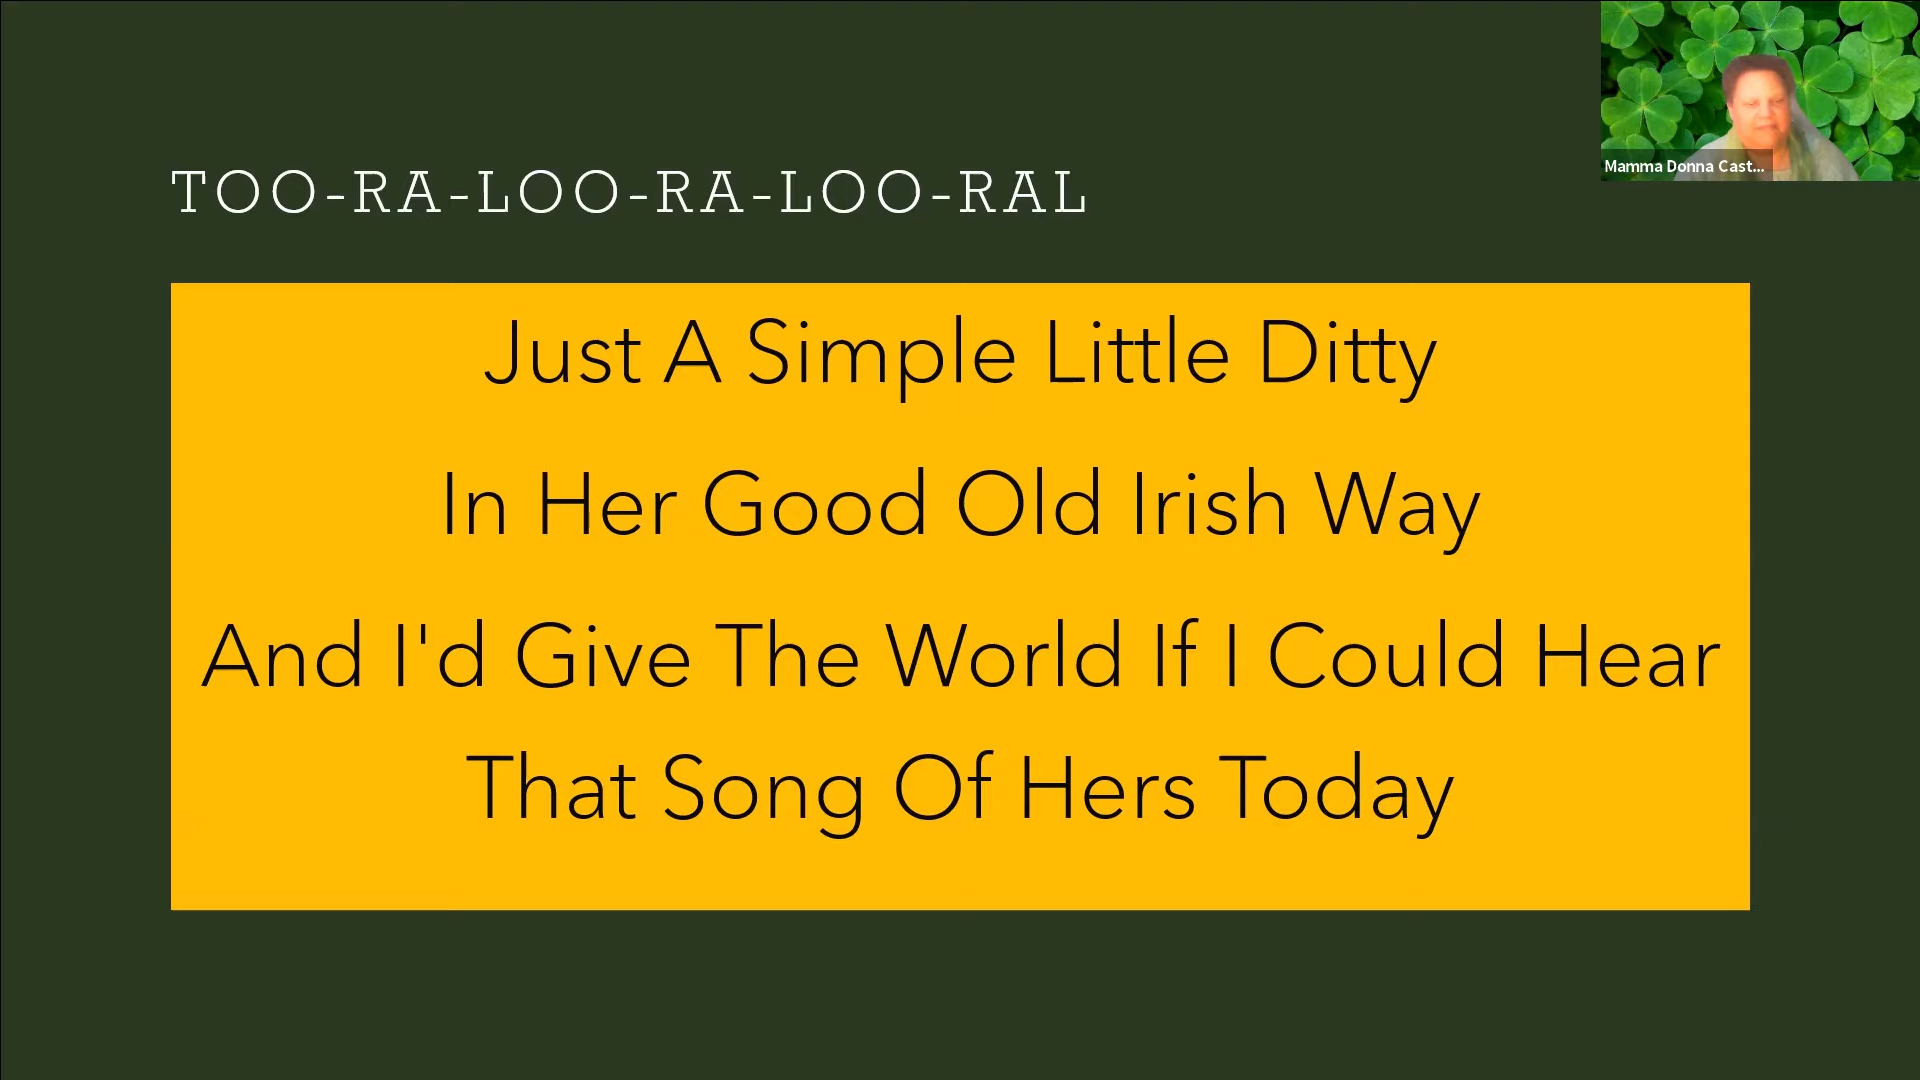 TOO-RA-LOO-RA-LOO-RAL
Just A Simple Little Ditty
In Her Good Old Irish Way
And I'd Give The World If I Could Hear
That Song Of Hers Today
Mamma Donna Cast...